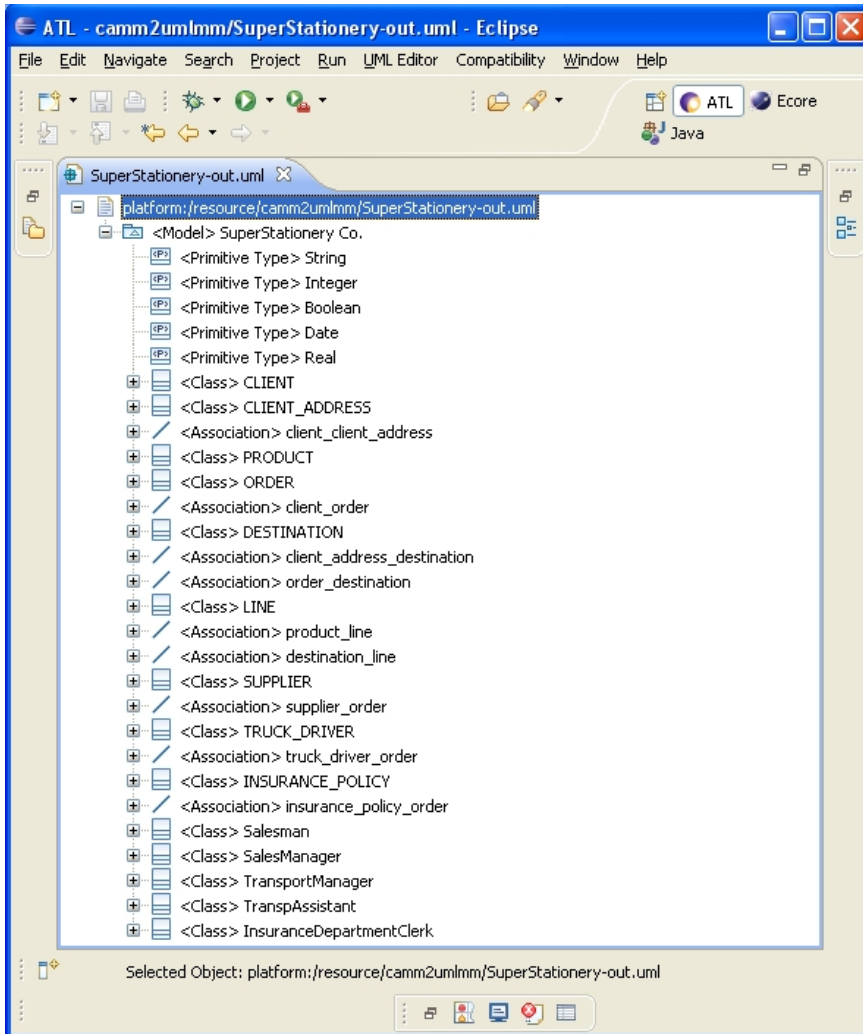 ATL - camm2umlmm/SuperStationery-out.uml - Eclipse
File Edit Navigate Search Project Run UML Editor Compatibility Window Help
ATL Ecore
Java
SuperStationery-out.uml
platform:/resource/camm2umlmm/SuperStationery-out.uml
<Model> SuperStationery Co.
<P> <Primitive Type> String
<P> <Primitive Type> Integer
<P> <Primitive Type> Boolean
<P> <Primitive Type> Date
<P> <Primitive Type> Real
<Class> CLIENT
<Class> CLIENT_ADDRESS
<Association> client_client_address
<Class> PRODUCT
<Class> ORDER
<Association> client_order
<Class> DESTINATION
<Association> client_address_destination
<Association> order_destination
<Class> LINE
<Association> product_line
<Association> destination_line
<Class> SUPPLIER
<Association> supplier_order
<Class> TRUCK_DRIVER
<Association> truck_driver_order
<Class> INSURANCE_POLICY
<Association> insurance_policy_order
<Class> Salesman
<Class> SalesManager
<Class> TransportManager
<Class> TranspAssistant
<Class> InsuranceDepartmentClerk
Selected Object: platform:/resource/camm2umlmm/SuperStationery-out.uml